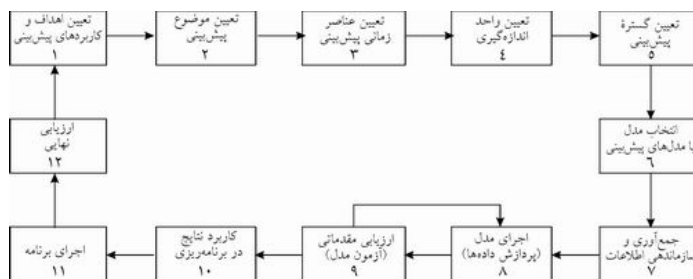 تعیین اهداف و
کاربردهای پیش‌بینی
۱
تعیین موضوع
پیش‌بینی
۲
تعیین عناصر
زمانی پیش‌بینی
۳
تعیین واحد
اندازه‌گیری
٤
تعیین گسترهٔ
پیش‌بینی
٥
انتخاب مدل
یا مدل‌های پیش‌بینی
۶
جمع‌آوری و
سازماندهی اطلاعات
اجرای مدل
(پردازش داده‌ها)
۸
ارزیابی مقدماتی
(آزمون مدل)
۹
کاربرد نتایج
در برنامه‌ریزی
۱۰
اجرای برنامه
۱۱
ارزیابی
نهایی
۱۲